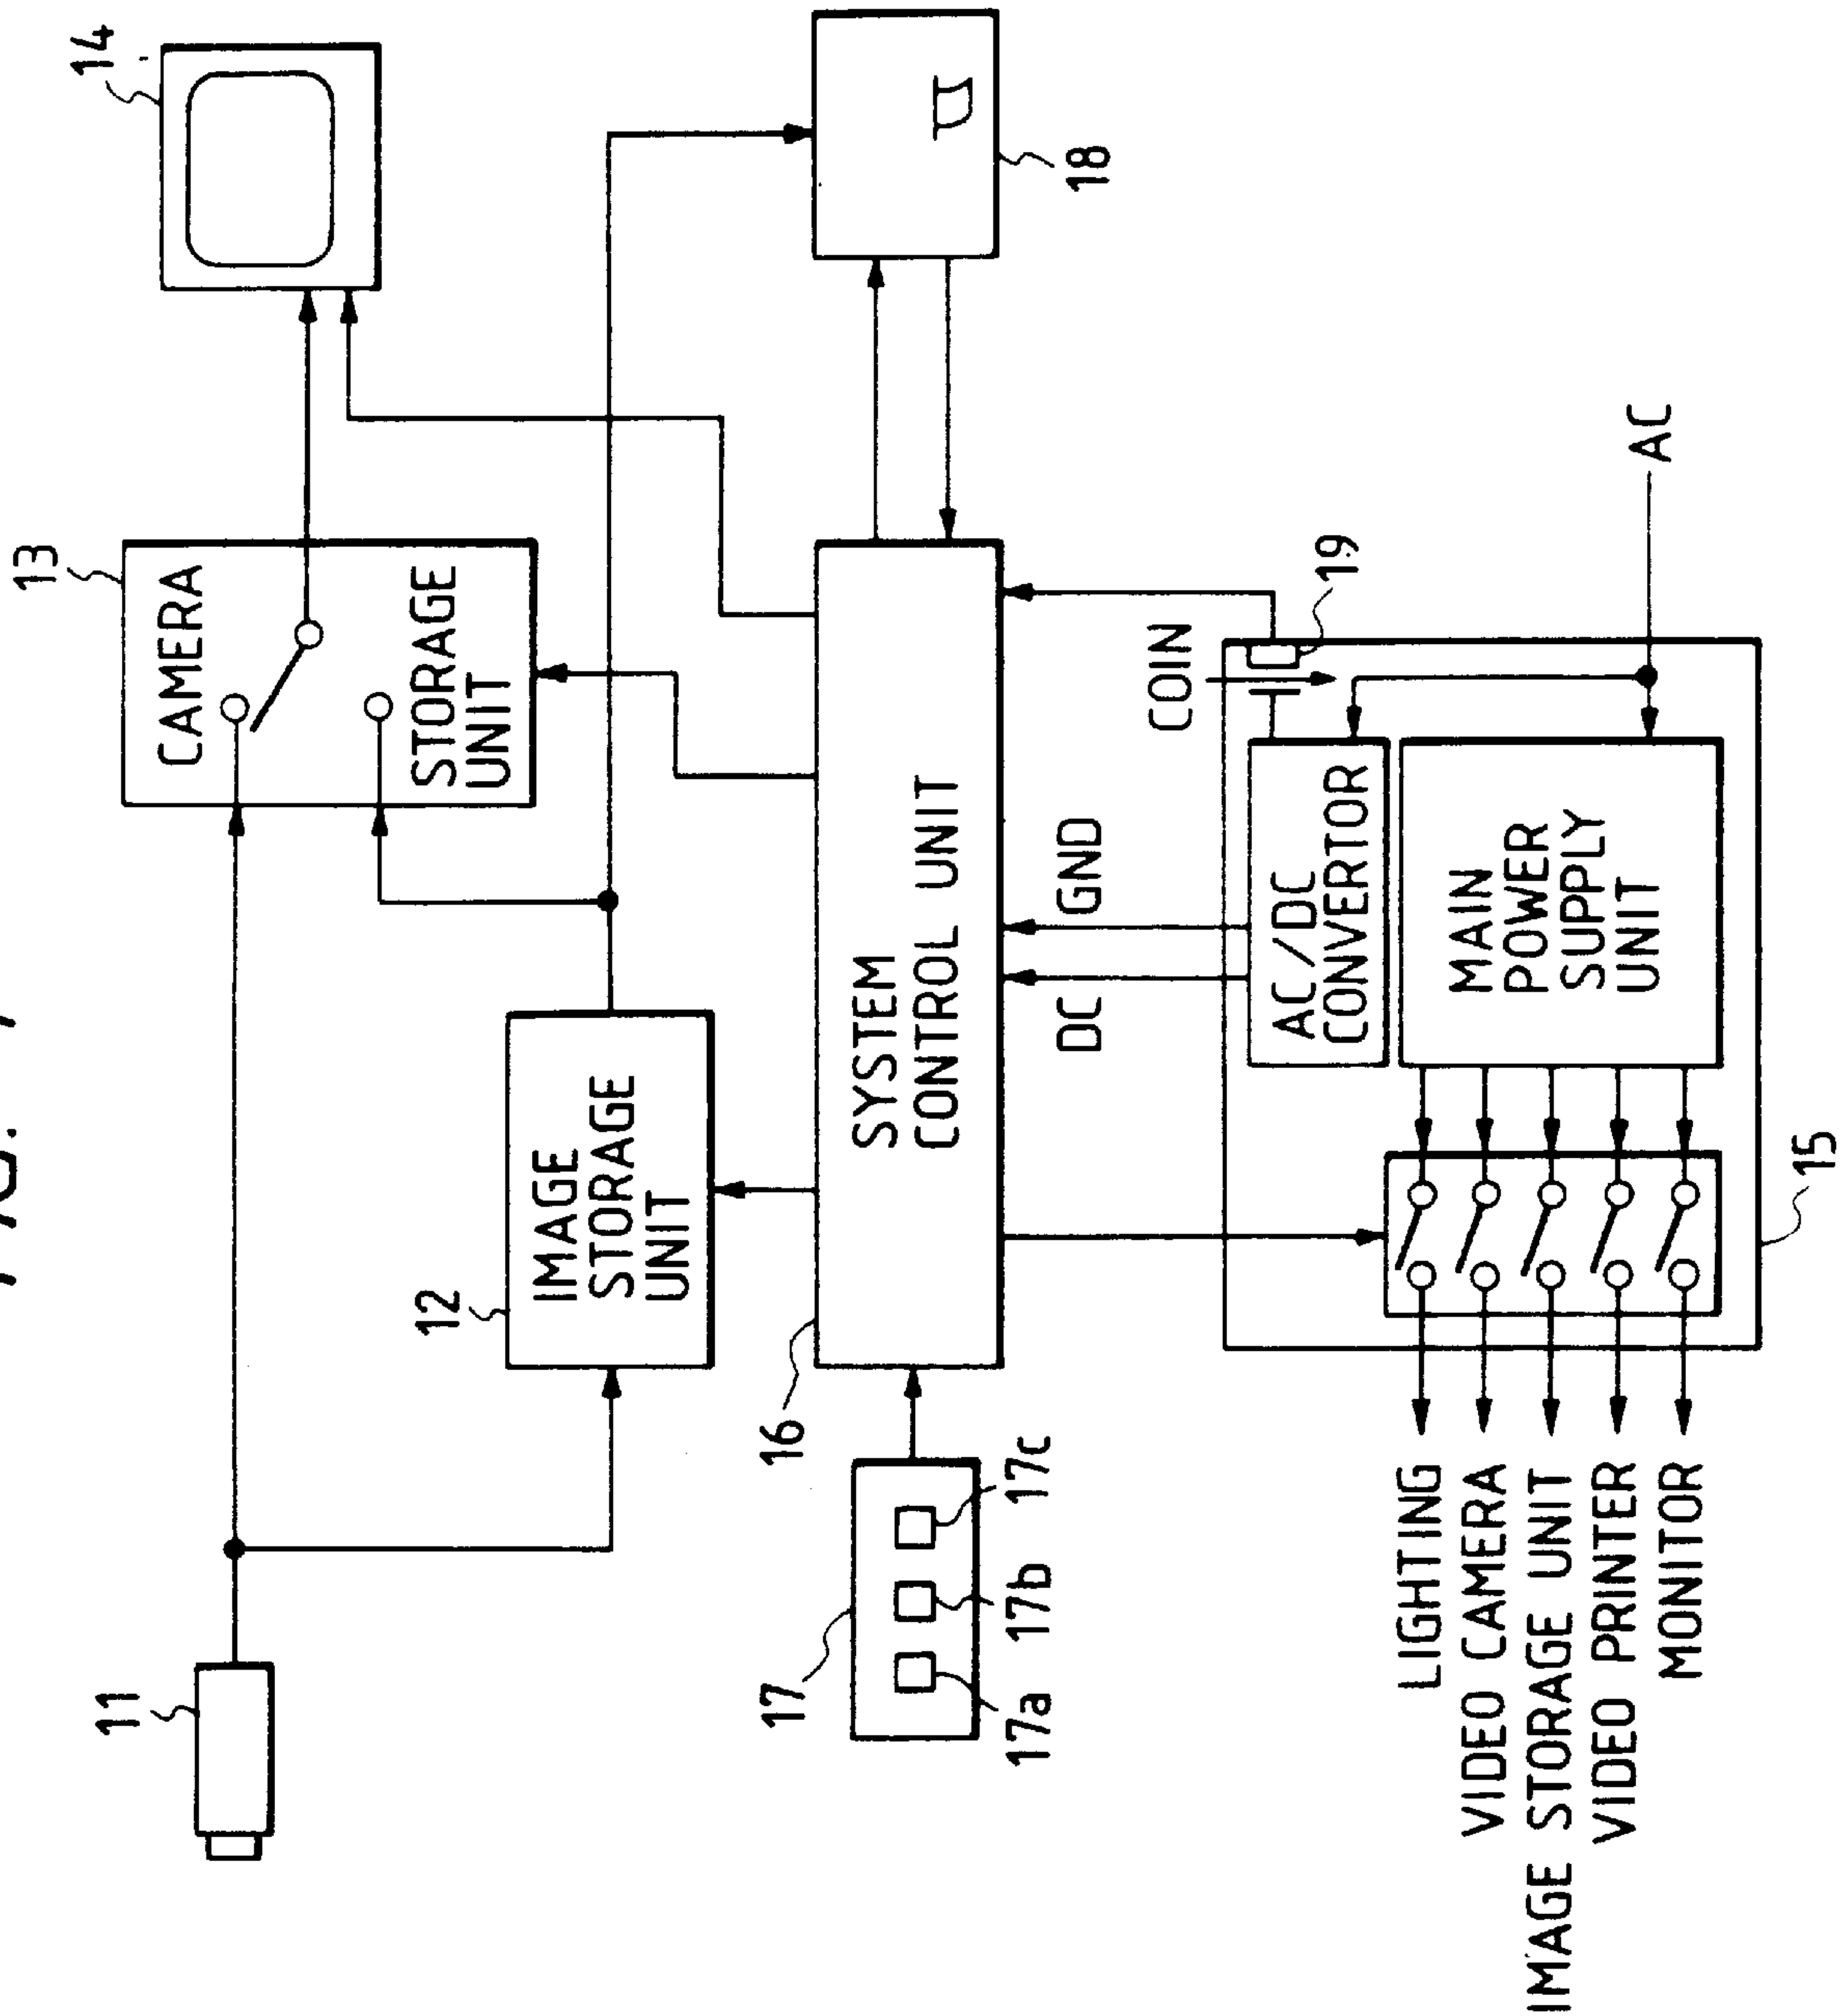 14
13
CAMERA
STORAGE
UNIT
11
12
IMAGE
STORAGE
UNIT
18
16
SYSTEM
CONTROL UNIT
17
17a
17b
17c
DC
GND
COIN
19
AC
AC/DC
CONVERTOR
MAIN
POWER
SUPPLY
UNIT
15
LIGHTING
VIDEO CAMERA
IMAGE STORAGE UNIT
VIDEO PRINTER
MONITOR